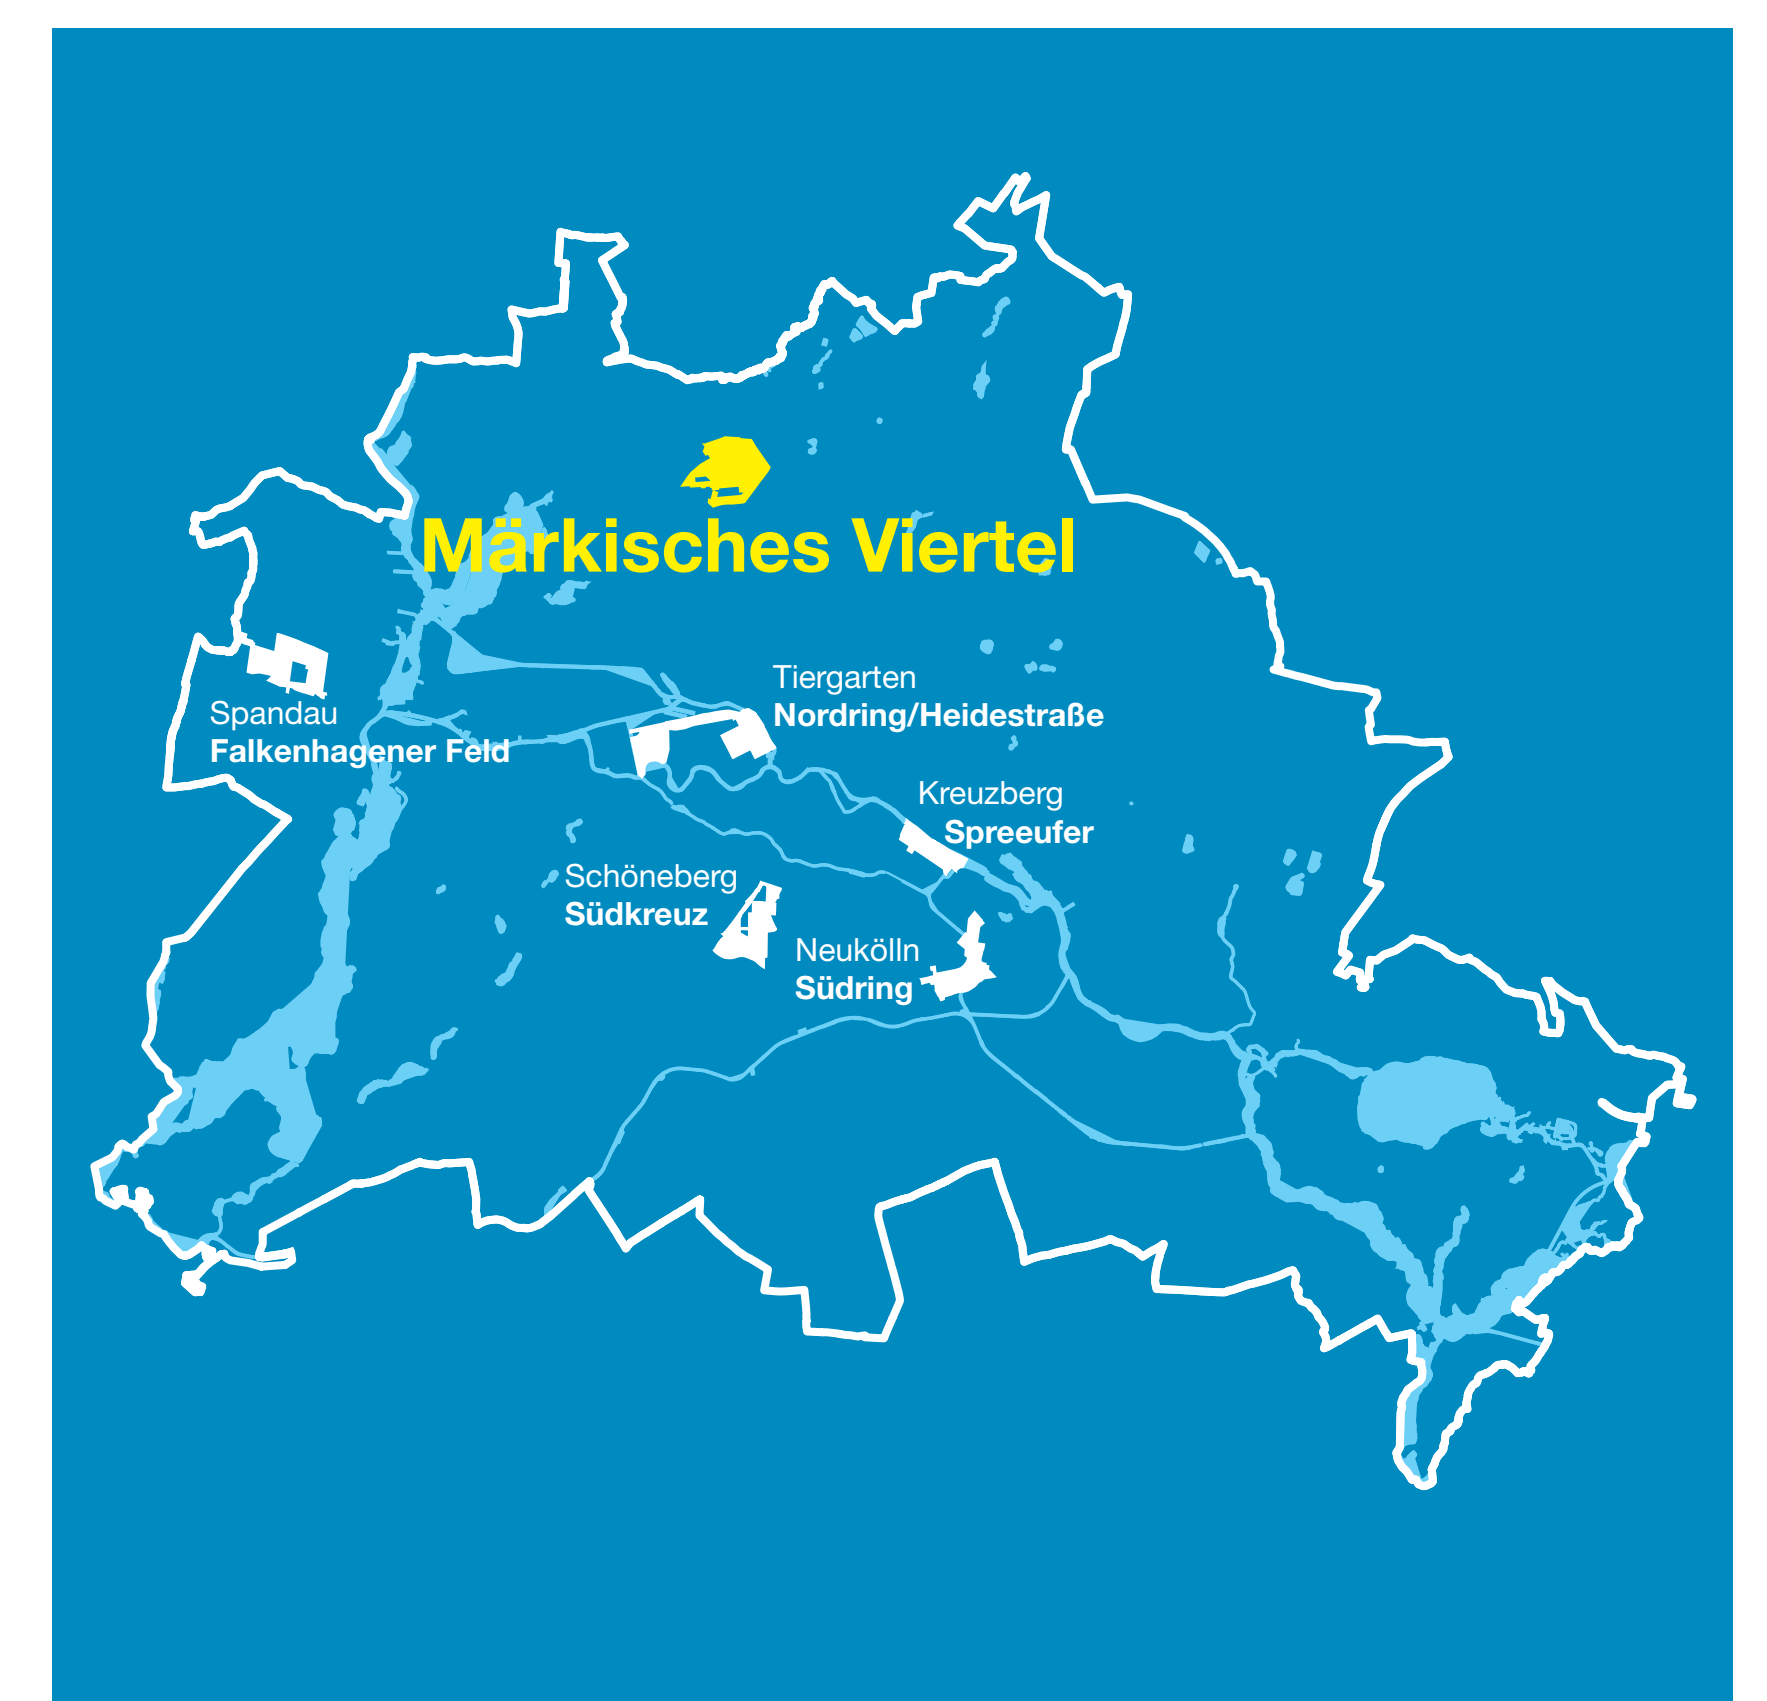 Märkisches Viertel
Tiergarten
Nordring/Heidestraße
Spandau
Falkenhagener Feld
Kreuzberg
Spreeufer
Schöneberg
Südkreuz
Neukölln
Südring